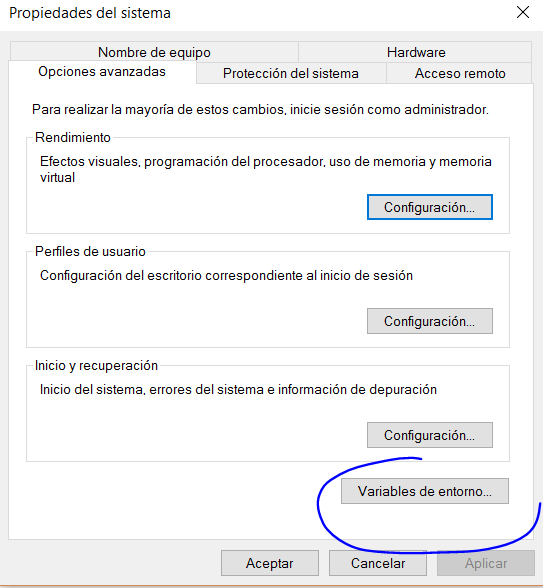 Propiedades del sistema
Nombre de equipo
Hardware
Opciones avanzadas
Protección del sistema
Acceso remoto
Para realizar la mayoría de estos cambios, inicie sesión como administrador.
Rendimiento
Efectos visuales, programación del procesador, uso de memoria y memoria
virtual
Configuración...
Perfiles de usuario
Configuración del escritorio correspondiente al inicio de sesión
Configuración...
Inicio y recuperación
Inicio del sistema, errores del sistema e información de depuración
Configuración...
Variables de entorno...
Aceptar
Cancelar
Aplicar